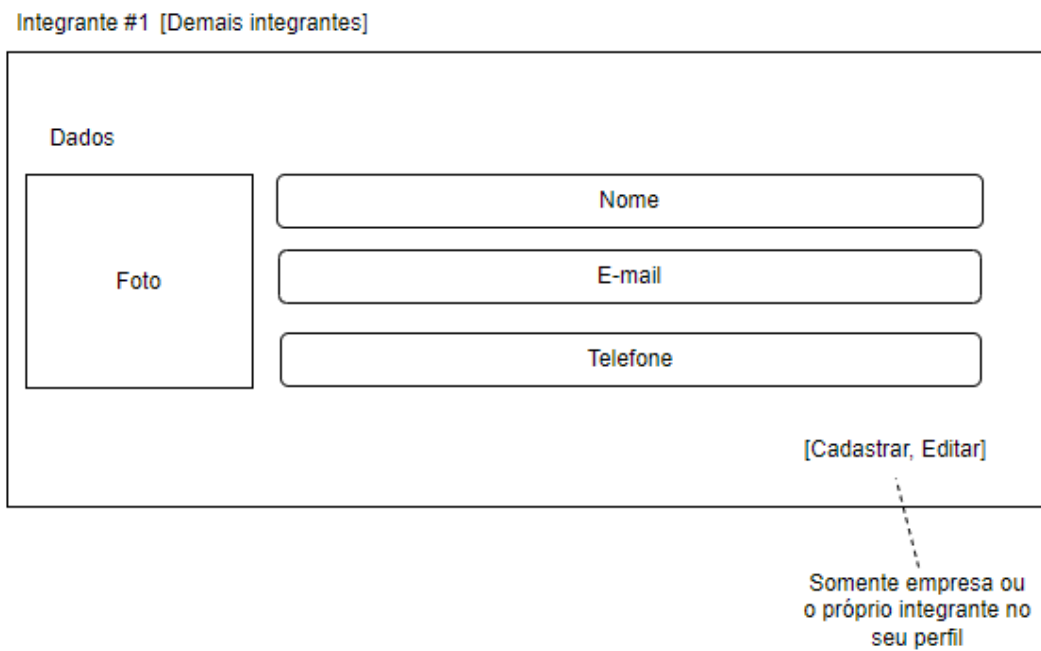 Integrante #1 [Demais integrantes]
Dados
Foto
Nome
E-mail
Telefone
[Cadastrar, Editar]
Somente empresa ou
o próprio integrante no
seu perfil